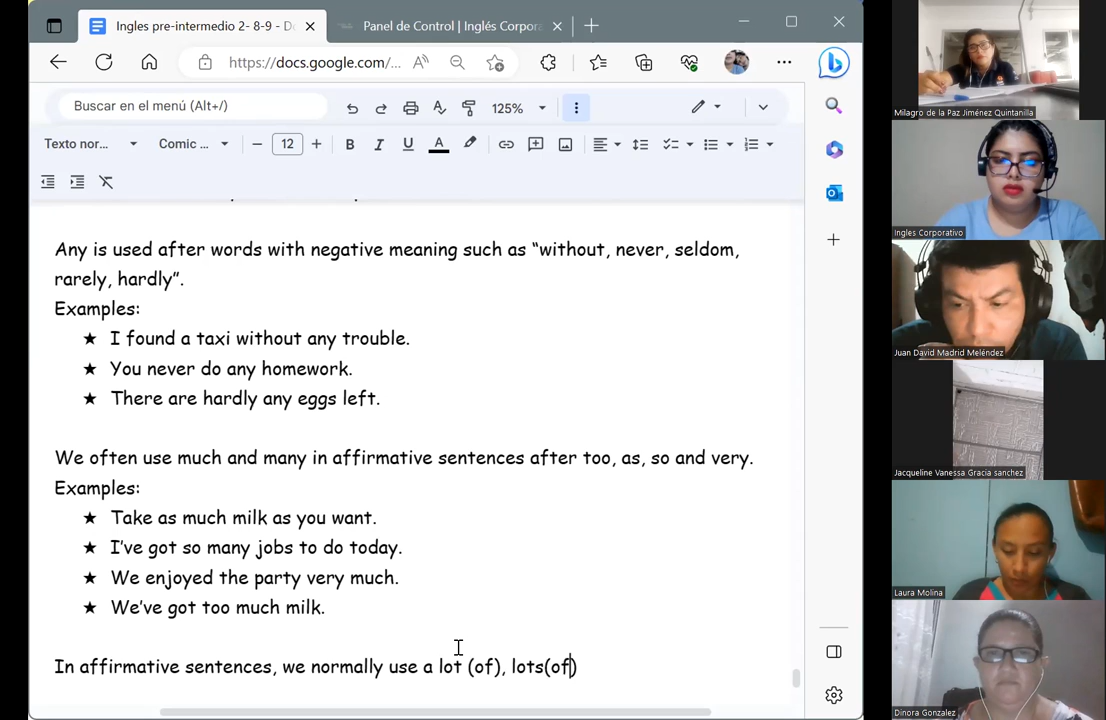 Ingles pre-intermedio 2- 8-9 - D
Panel de Control | Inglés Corpor
https://docs.google.com/...
Buscar en el menú (Alt+/)
125%
Texto nor...
Comic ...
12
B
I
U
A
Any is used after words with negative meaning such as “without, never, seldom,
rarely, hardly”.
Examples:
★ I found a taxi without any trouble.
★ You never do any homework.
★ There are hardly any eggs left.
We often use much and many in affirmative sentences after too, as, so and very.
Examples:
★ Take as much milk as you want.
★ I’ve got so many jobs to do today.
★ We enjoyed the party very much.
★ We’ve got too much milk.
In affirmative sentences, we normally use a lot (of), lots(of)
Milagro de la Paz Jiménez Quintanilla
Ingles Corporativo
Juan David Madrid Meléndez
Jacqueline Vanessa Gracia sanchez
Laura Molina
Dinora Gonzalez